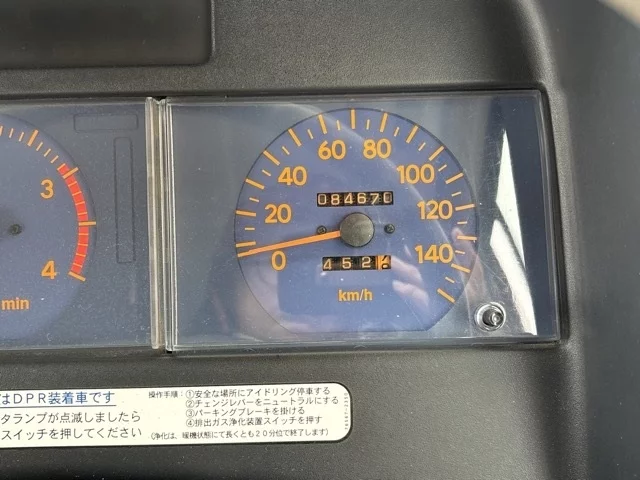 60 80
40 100
084670
3
20 120
4
0 140
452
min
km/h
はDPR装着車です
タランプが点滅しましたら
スイッチを押してください
操作手順：①安全な場所にアイドリング停車する
②チェンジレバーをニュートラルにする
③パーキングブレーキを掛ける
④排出ガス浄化装置スイッチを押す
(浄化は、暖機状態にて長くとも20分位で終了します)